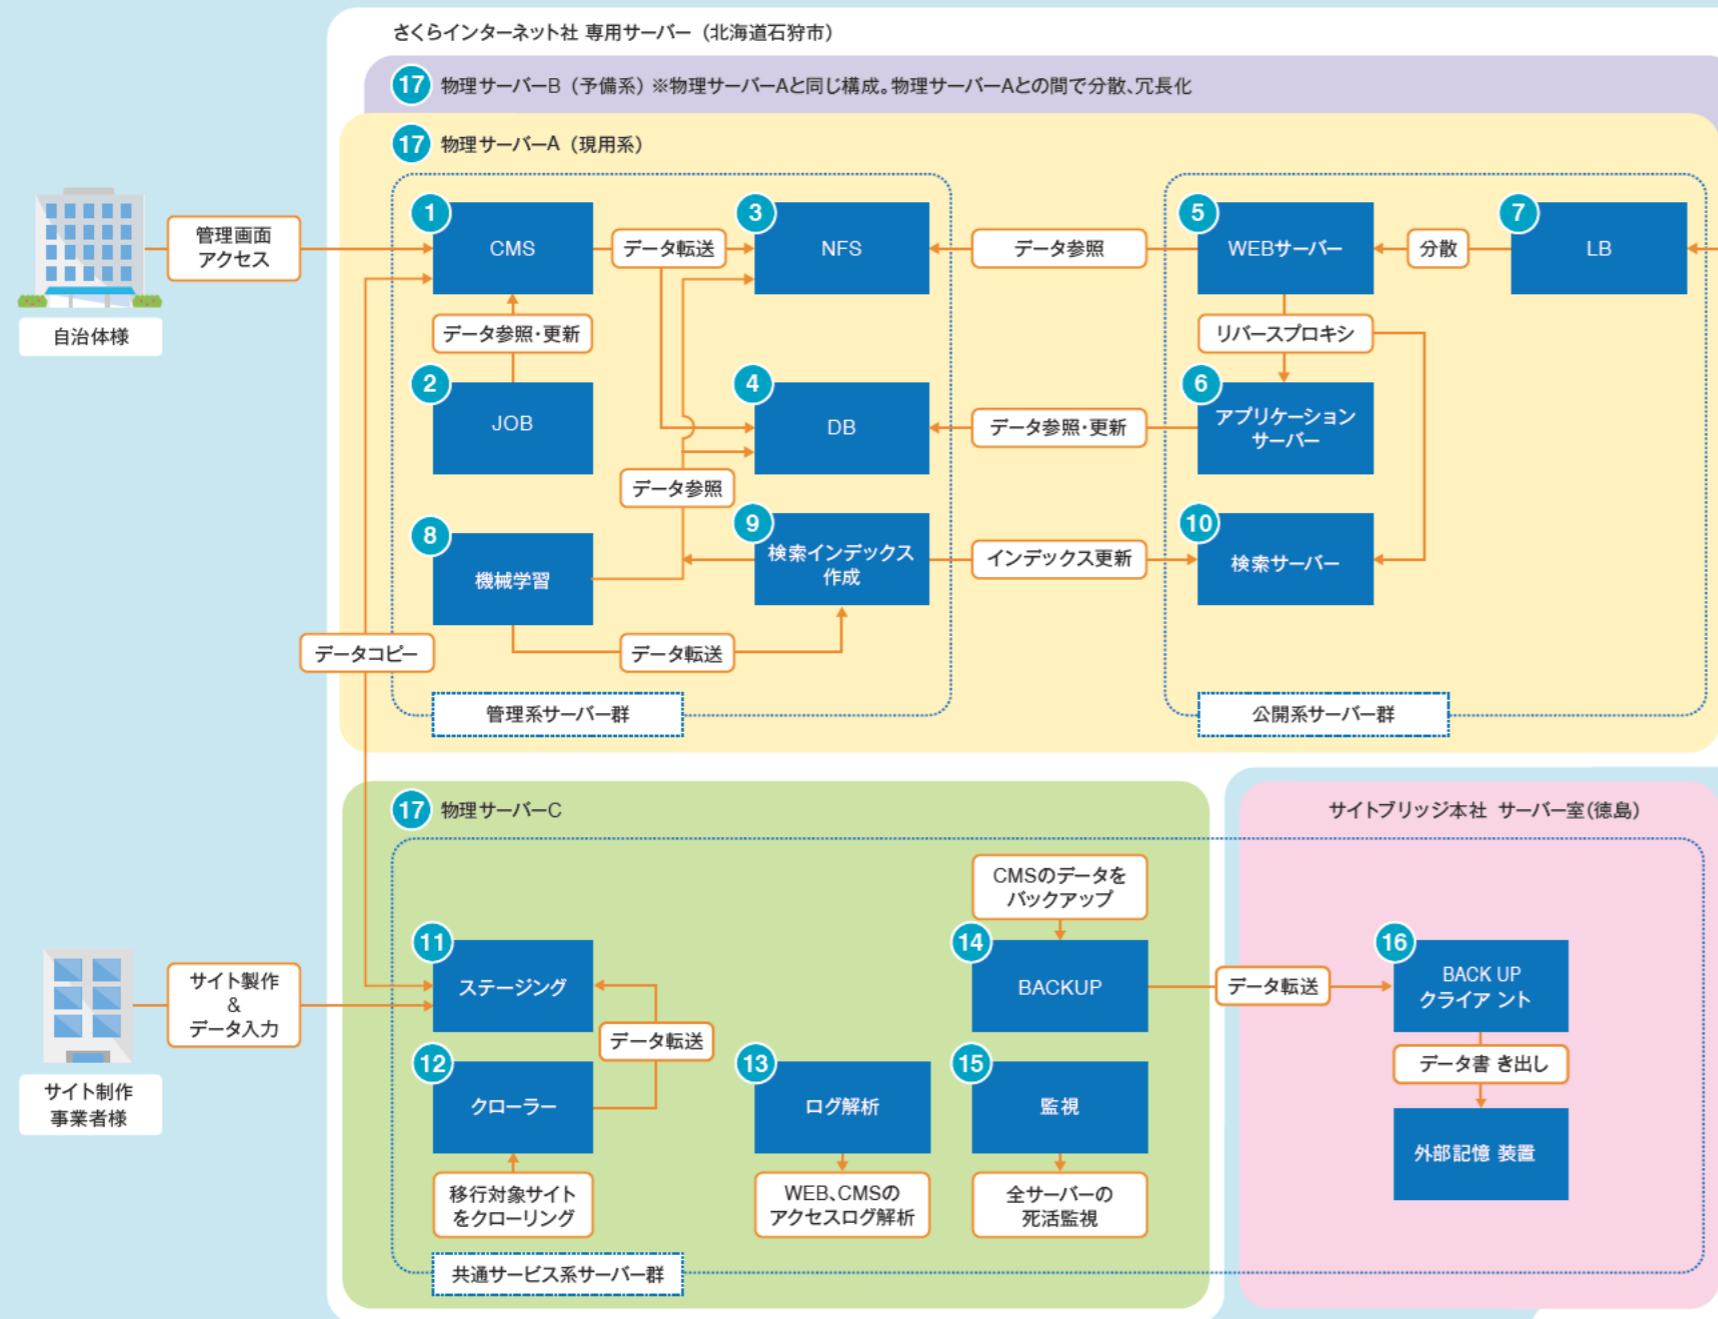 さくらインターネット社 専用サーバー（北海道石狩市）
17 物理サーバーB（予備系）※物理サーバーAと同じ構成。物理サーバーAとの間で分散、冗長化
17 物理サーバーA（現用系）
自治体様
管理画面
アクセス
1
CMS
データ転送
3
NFS
データ参照
5
WEBサーバー
分散
7
LB
データ参照・更新
リバースプロキシ
2
JOB
4
DB
データ参照・更新
6
アプリケーション
サーバー
データ参照
8
機械学習
9
検索インデックス
作成
インデックス更新
10
検索サーバー
データ転送
データコピー
管理系サーバー群
公開系サーバー群
17 物理サーバーC
サイトブリッジ本社 サーバー室(徳島)
サイト制作
事業者様
サイト製作
&
データ入力
11
ステージング
データ転送
12
クローラー
移行対象サイト
をクローリング
13
ログ解析
WEB、CMSの
アクセスログ解析
CMSのデータを
バックアップ
14
BACKUP
データ転送
15
監視
全サーバーの
死活監視
16
BACK UP
クライア ント
データ書 き出し
外部記憶 装置
共通サービス系サーバー群